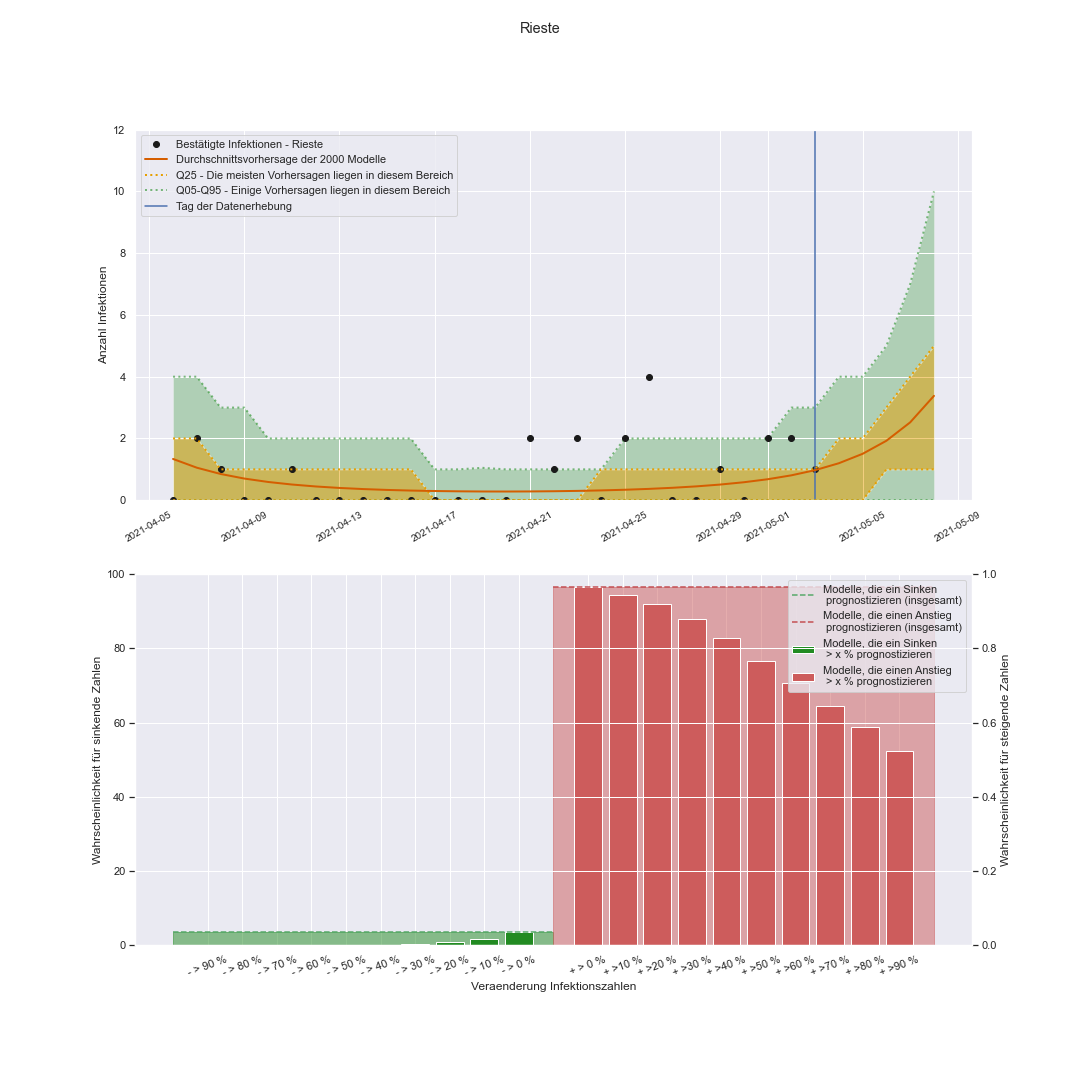 Rieste
12
10
8
6
4
2
0
Anzahl Infektionen
Bestätigte Infektionen - Rieste
Durchschnittsvorhersage der 2000 Modelle
Q25 - Die meisten Vorhersagen liegen in diesem Bereich
Q05-Q95 - Einige Vorhersagen liegen in diesem Bereich
Tag der Datenerhebung
2021-04-05
2021-04-09
2021-04-13
2021-04-17
2021-04-21
2021-04-25
2021-04-29
2021-05-01
2021-05-05
2021-05-09
100
80
60
40
20
0
Wahrscheinlichkeit für sinkende Zahlen
Modelle, die ein Sinken
prognostizieren (insgesamt)
Modelle, die einen Anstieg
prognostizieren (insgesamt)
Modelle, die ein Sinken
> x % prognostizieren
Modelle, die einen Anstieg
> x % prognostizieren
1.0
0.8
0.6
0.4
0.2
0.0
Wahrscheinlichkeit für steigende Zahlen
- > 90 %
- > 80 %
- > 70 %
- > 60 %
- > 50 %
- > 40 %
- > 30 %
- > 20 %
- > 10 %
- > 0 %
+ > 0 %
+ >10 %
+ >20 %
+ >30 %
+ >40 %
+ >50 %
+ >60 %
+ >70 %
+ >80 %
+ >90 %
Veraenderung Infektionszahlen